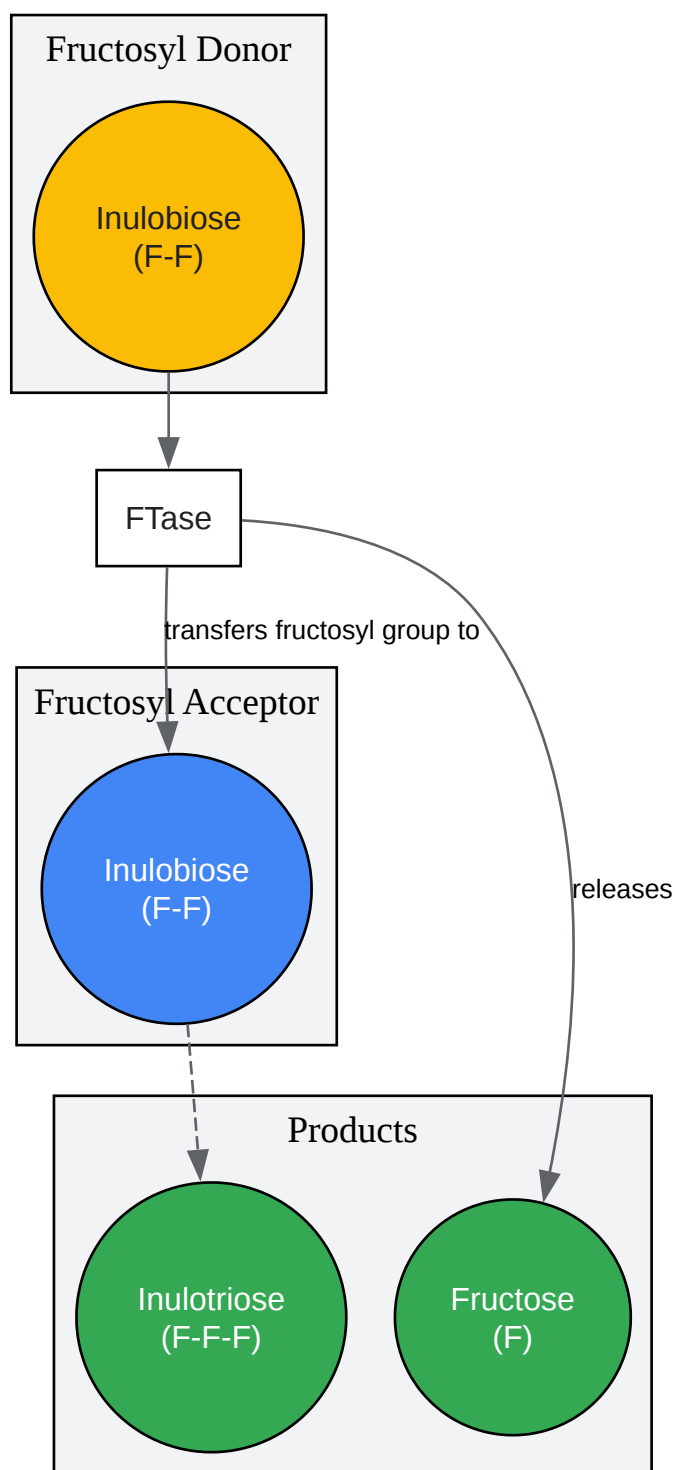 Fructosyl Donor
Inulobiose
(F-F)
FTase
transfers fructosyl group to
Fructosyl Acceptor
Inulobiose
(F-F)
releases
Products
Inulotriose
(F-F-F)
Fructose
(F)